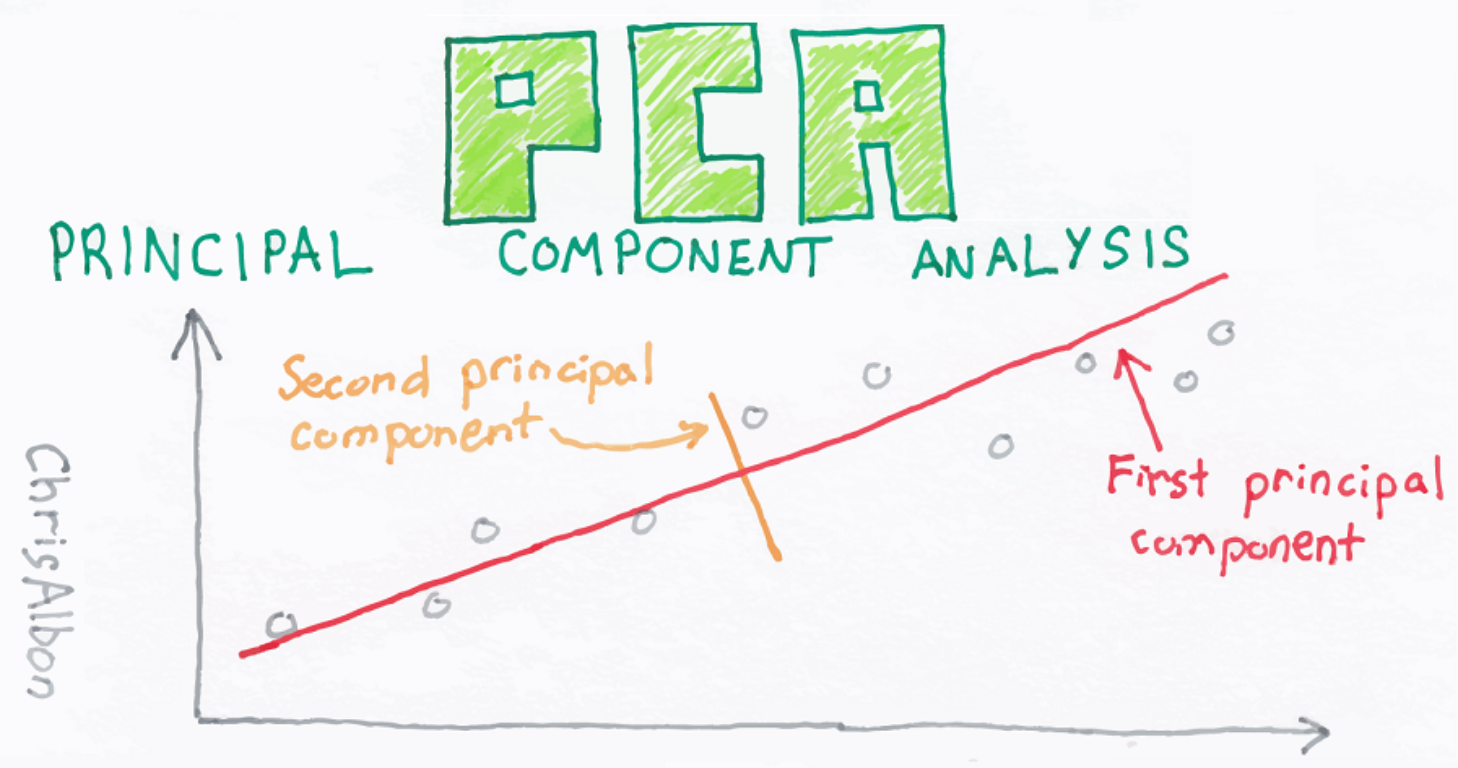 PCA
PRINCIPAL COMPONENT ANALYSIS
Second principal
component
First principal
component
ChrisAlbon